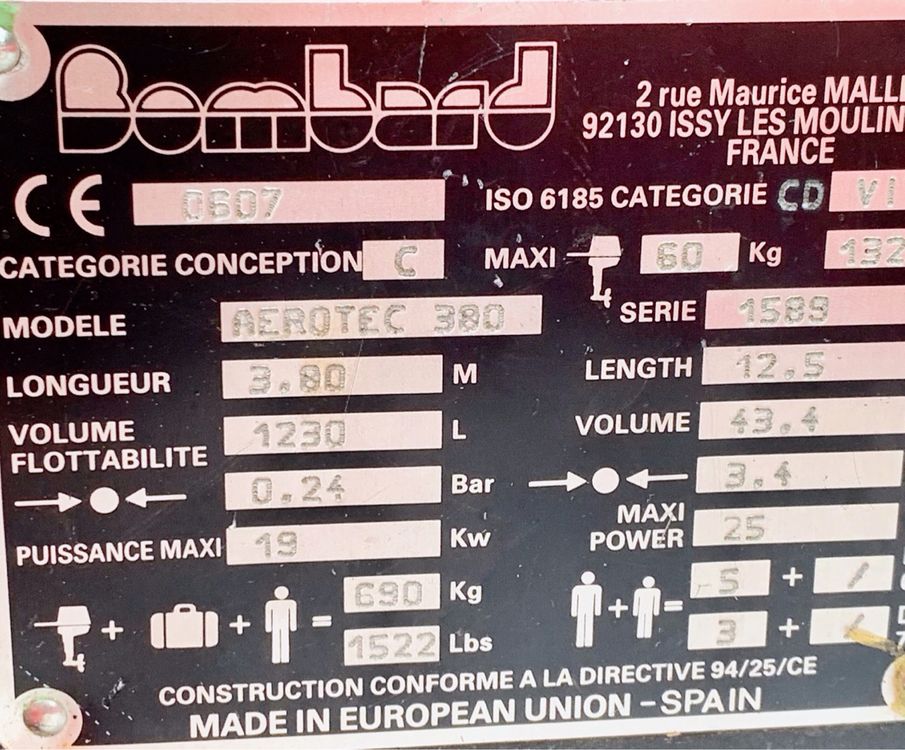 Bombard
2 rue Maurice MALL
92130 ISSY LES MOULIN
FRANCE
CE 0607 ISO 6185 CATEGORIE CD VI
CATEGORIE CONCEPTION C MAXI 60 Kg 132
MODELE AEROTEC 380 SERIE 1589
LONGUEUR 3.80 M LENGTH 12.5
VOLUME FLOTTABILITE 1230 L VOLUME 43.4
0.24 Bar 3.4
PUISSANCE MAXI 19 Kw MAXI POWER 25
+ + = 690 Kg + = 5 + /
1522 Lbs 3 + /
CONSTRUCTION CONFORME A LA DIRECTIVE 94/25/CE
MADE IN EUROPEAN UNION - SPAIN